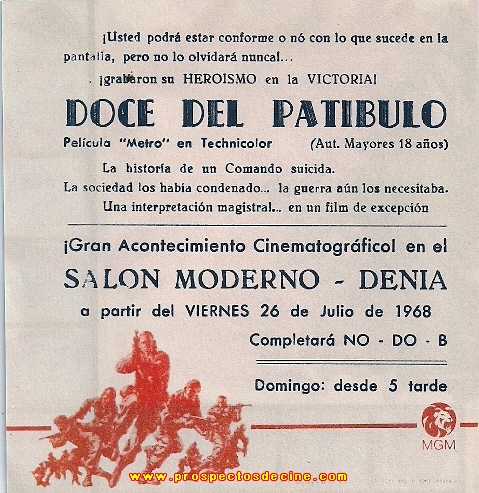 ¡Usted podrá estar conforme o nó con lo que sucede en la
pantalla, pero no lo olvidará nunca!...
¡grabaron su HEROISMO en la VICTORIA!
DOCE DEL PATIBULO
Película "Metro" en Technicolor (Aut. Mayores 18 años)
La historia de un Comando suicida.
La sociedad los había condenado... la guerra aún los necesitaba.
Una interpretación magistral... en un film de excepción
¡Gran Acontecimiento Cinematográfico! en el
SALON MODERNO - DENIA
a partir del VIERNES 26 de Julio de 1968
Completará NO - DO - B
Domingo: desde 5 tarde
MGM
www.prospectosdecine.com